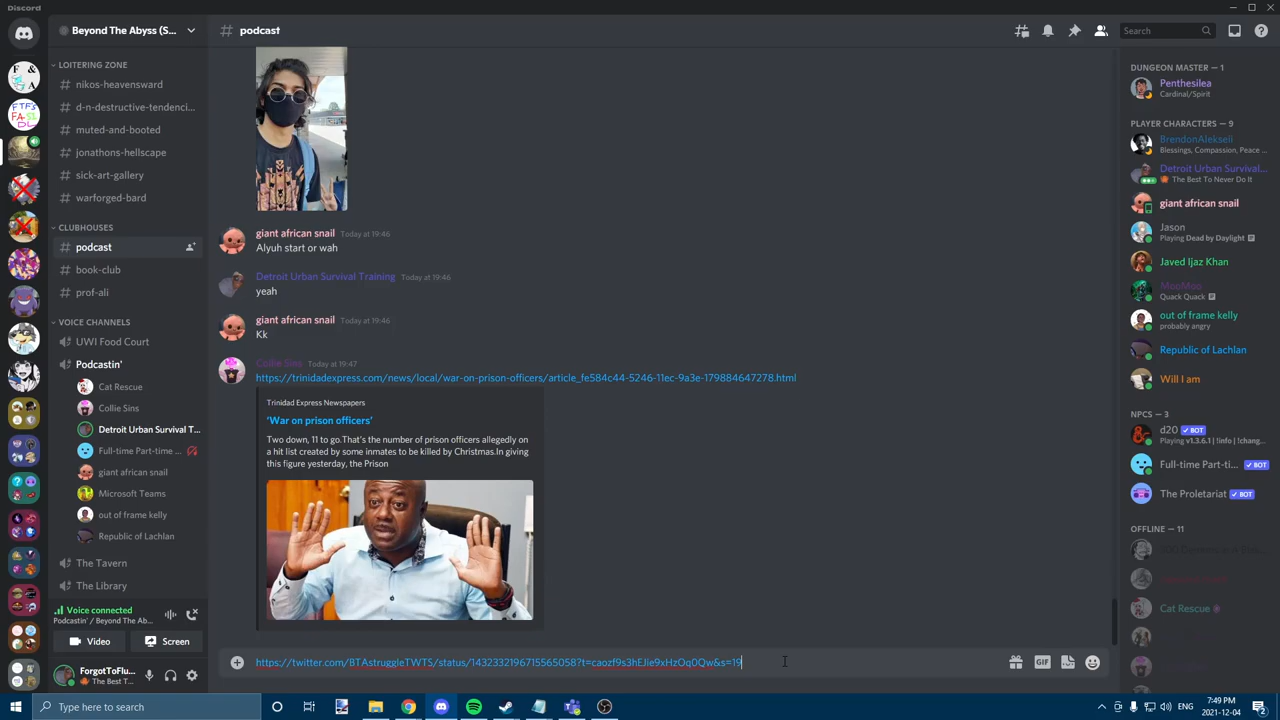 Discord
Beyond The Abyss (S...
LOITERING ZONE
nikos-heavensward
d-n-destructive-tendenci...
muted-and-booted
jonathons-hellscape
sick-art-gallery
warforged-bard
CLUBHOUSES
podcast
book-club
prof-ali
VOICE CHANNELS
UWI Food Court
Podcastin'
Cat Rescue
Collie Sins
Detroit Urban Survival T...
Full-time Part-time ...
giant african snail
Microsoft Teams
out of frame kelly
Republic of Lachlan
The Tavern
The Library
Voice connected
Podcastin' / Beyond The Ab...
Video
Screen
ForgotToFlu...
# podcast
Search
giant african snail Today at 19:46
Alyuh start or wah
Detroit Urban Survival Training Today at 19:46
yeah
giant african snail Today at 19:46
Kk
Collie Sins Today at 19:47
https://trinidadexpress.com/news/local/war-on-prison-officers/article_fe584c44-5246-11ec-9a3e-179884647278.html
Trinidad Express Newspapers
‘War on prison officers’
Two down, 11 to go.That's the number of prison officers allegedly on
a hit list created by some inmates to be killed by Christmas.In giving
this figure yesterday, the Prison
https://twitter.com/BTAstruggleTWTS/status/1432332196715565058?t=caozf9s3hEJie9xHzOq0Qw&s=19
GIF
DUNGEON MASTER — 1
Penthesilea
Cardinal/Spirit
PLAYER CHARACTERS — 9
BrendonAlekseii
Blessings, Compassion, Peace ...
Detroit Urban Survival...
The Best To Never Do It
giant african snail
Jason
Playing Dead by Daylight
Javed Ijaz Khan
MooMoo
Quack Quack
out of frame kelly
probably angry
Republic of Lachlan
Will I am
NPCS — 3
d20 BOT
Playing v1.3.6.1 | !info | !chang...
Full-time Part-ti... BOT
The Proletariat BOT
OFFLINE — 11
Cat Rescue
F &
& A
FTF'S
Type here to search
ENG
7:49 PM
2021-12-04
2